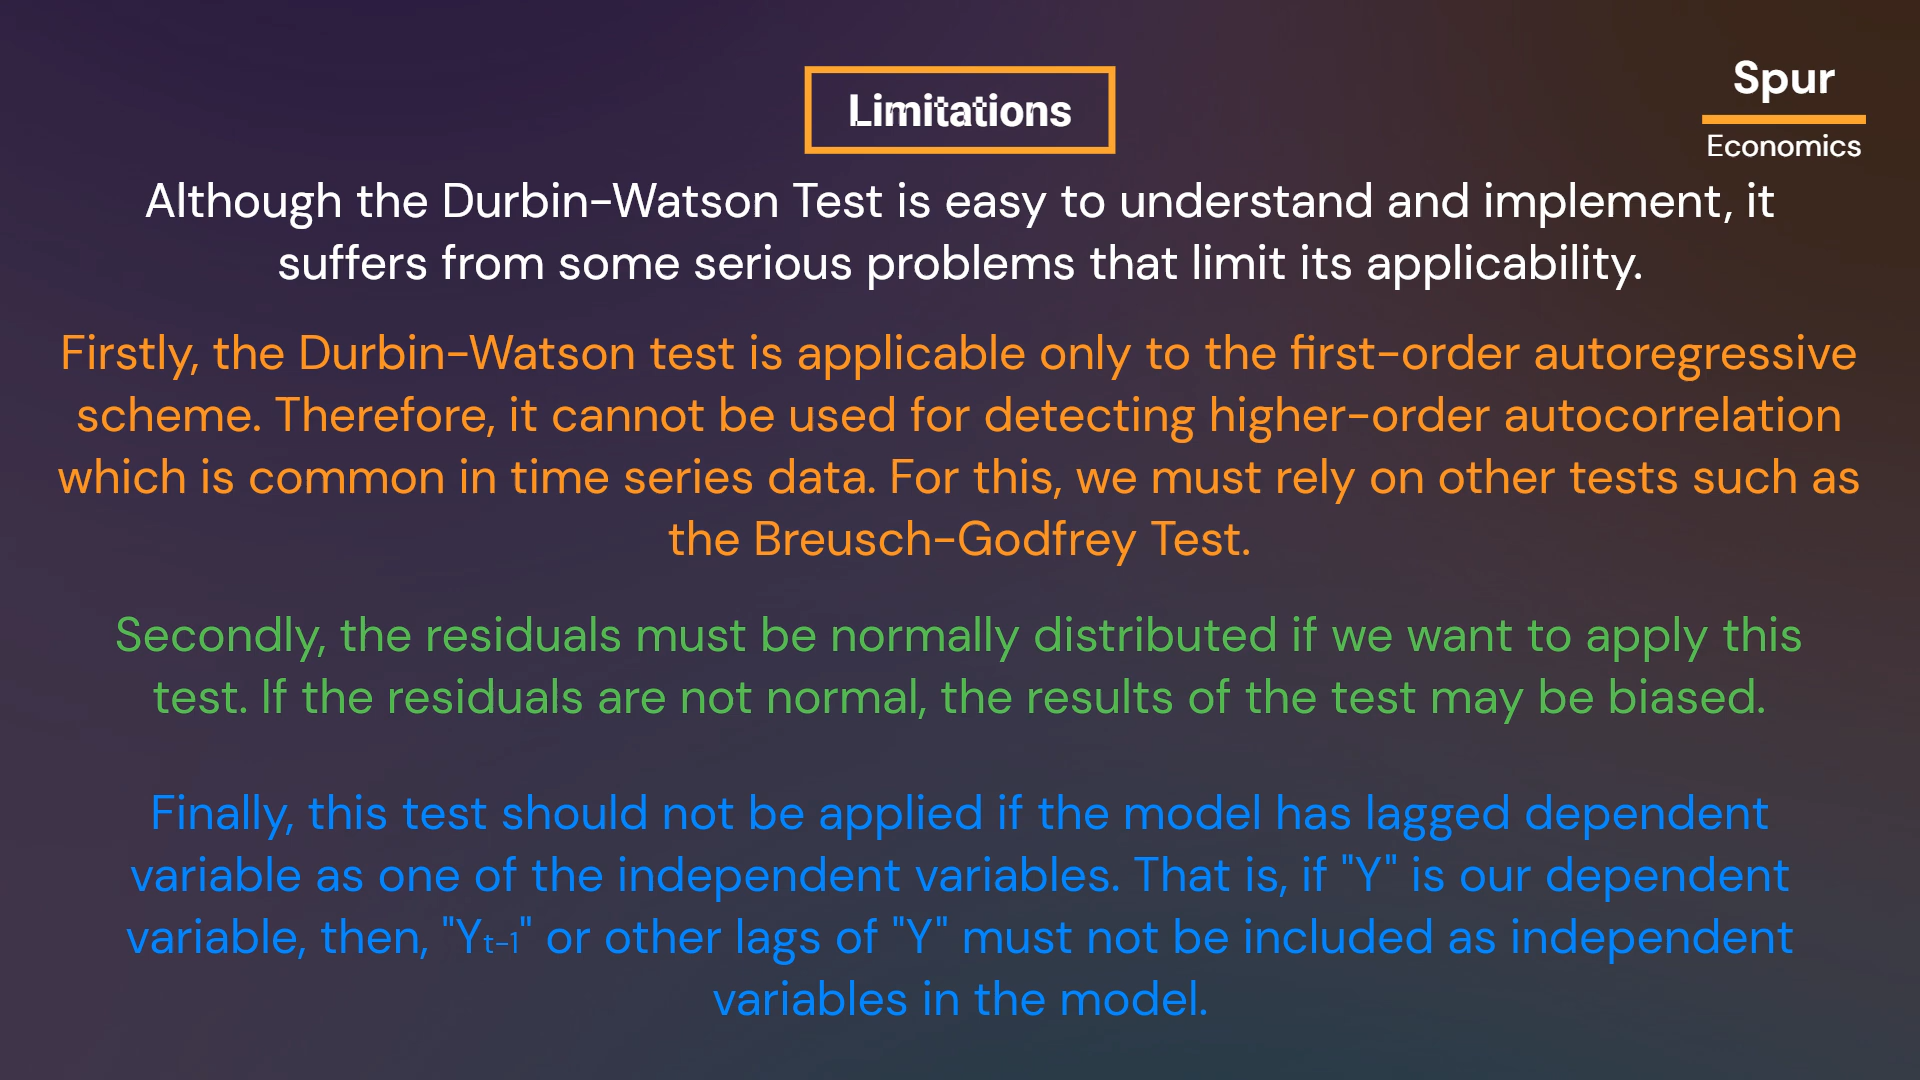 Limitations
Spur
Economics
Although the Durbin-Watson Test is easy to understand and implement, it
suffers from some serious problems that limit its applicability.
Firstly, the Durbin-Watson test is applicable only to the first-order autoregressive
scheme. Therefore, it cannot be used for detecting higher-order autocorrelation
which is common in time series data. For this, we must rely on other tests such as
the Breusch-Godfrey Test.
Secondly, the residuals must be normally distributed if we want to apply this
test. If the residuals are not normal, the results of the test may be biased.
Finally, this test should not be applied if the model has lagged dependent
variable as one of the independent variables. That is, if "Y" is our dependent
variable, then, "Yt-1" or other lags of "Y" must not be included as independent
variables in the model.